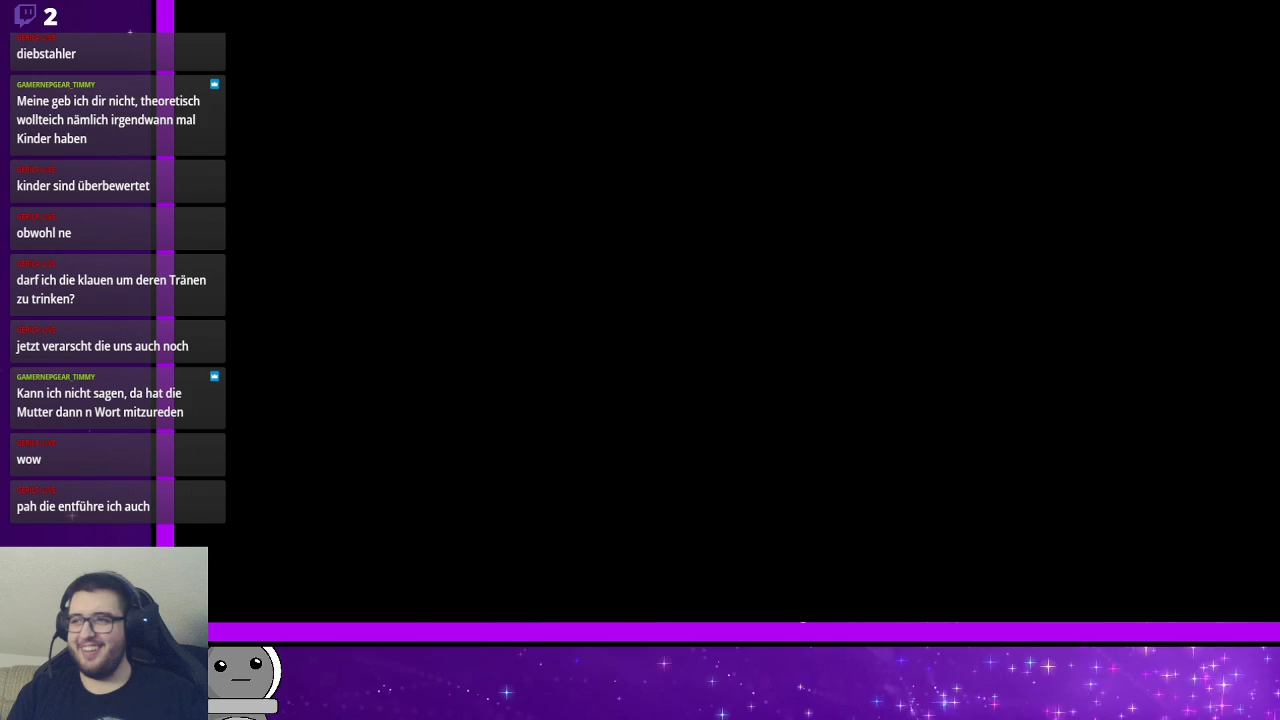 2
diebstahler
GAMERNEPGEAR_TIMMY
Meine geb ich dir nicht, theoretisch
wollteich nämlich irgendwann mal
Kinder haben
kinder sind überbewertet
obwohl ne
darf ich die klauen um deren Tränen
zu trinken?
jetzt verarscht die uns auch noch
GAMERNEPGEAR_TIMMY
Kann ich nicht sagen, da hat die
Mutter dann n Wort mitzureden
wow
pah die entführe ich auch